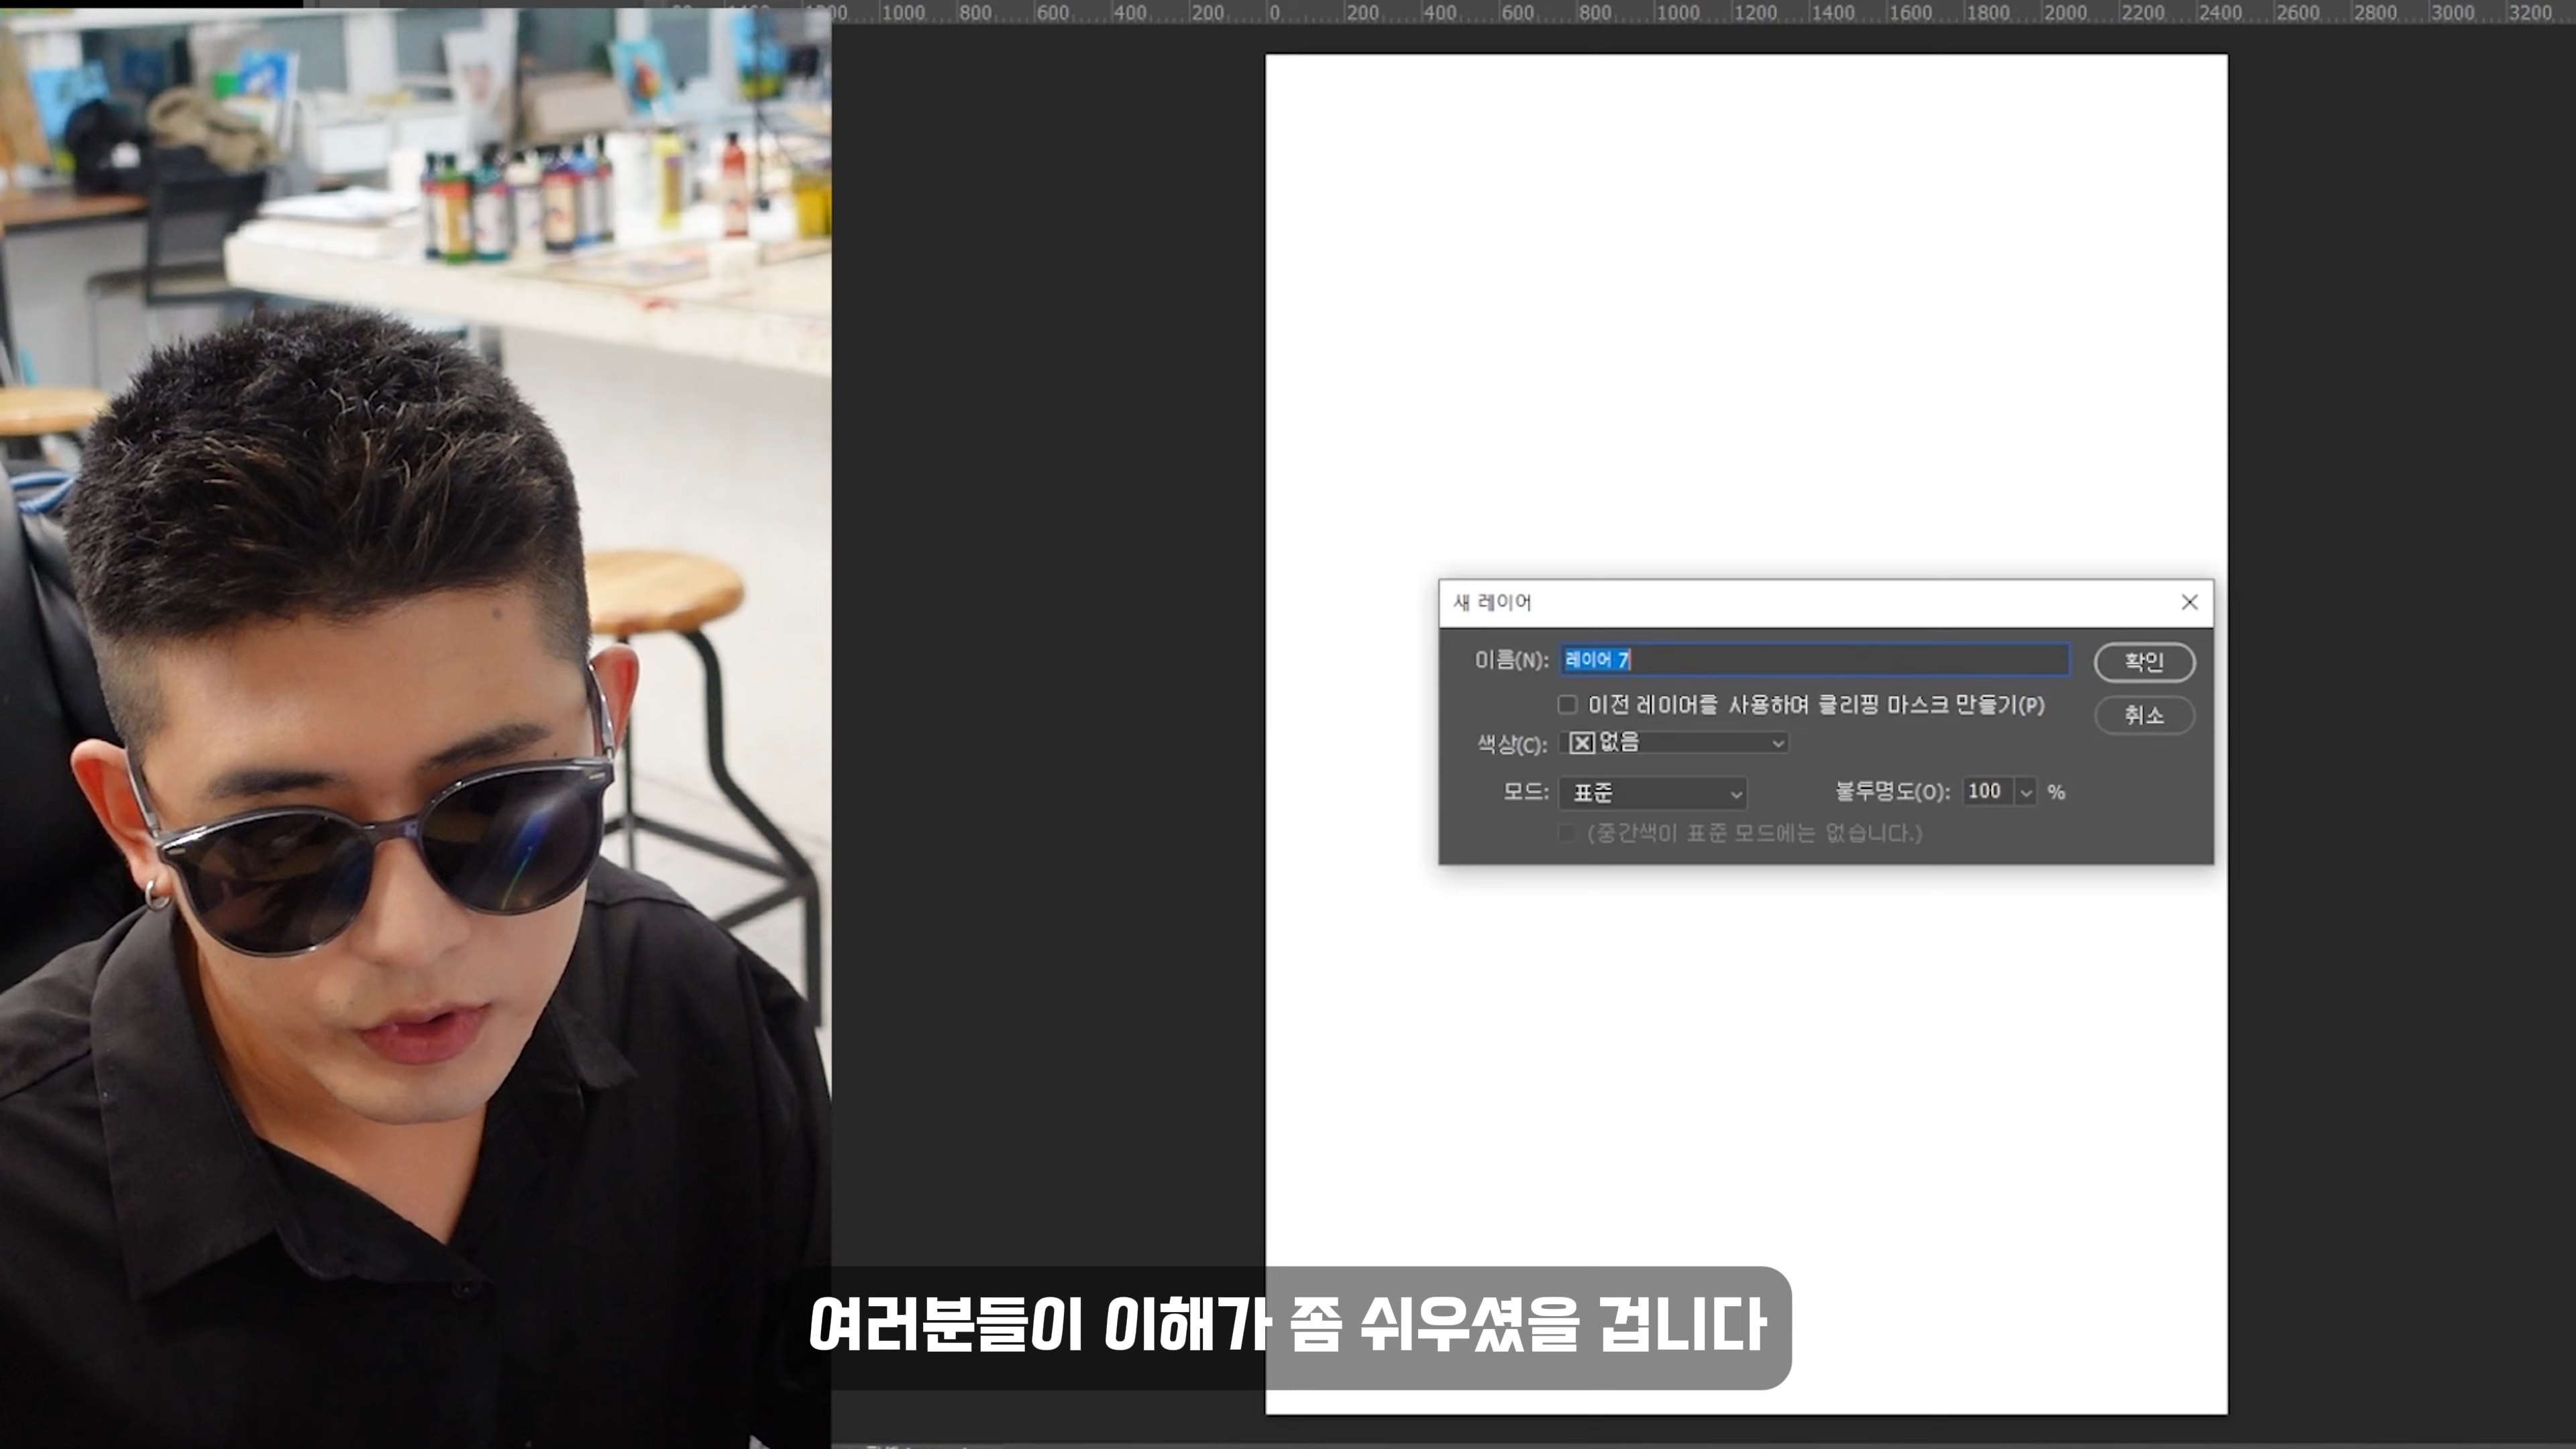 1000 800 600 400 200 0 200 400 600 800 1000 1200 1400 1600 1800 2000 2200 2400 2600 2800 3000 3200
새 레이어
이름(N): 레이어 7
확인
이전 레이어를 사용하여 클리핑 마스크 만들기(P)
취소
색상(C): 없음
모드: 표준 불투명도(O): 100 %
(중간색이 표준 모드에는 없습니다.)
여러분들이 이해가 좀 쉬우셨을 겁니다